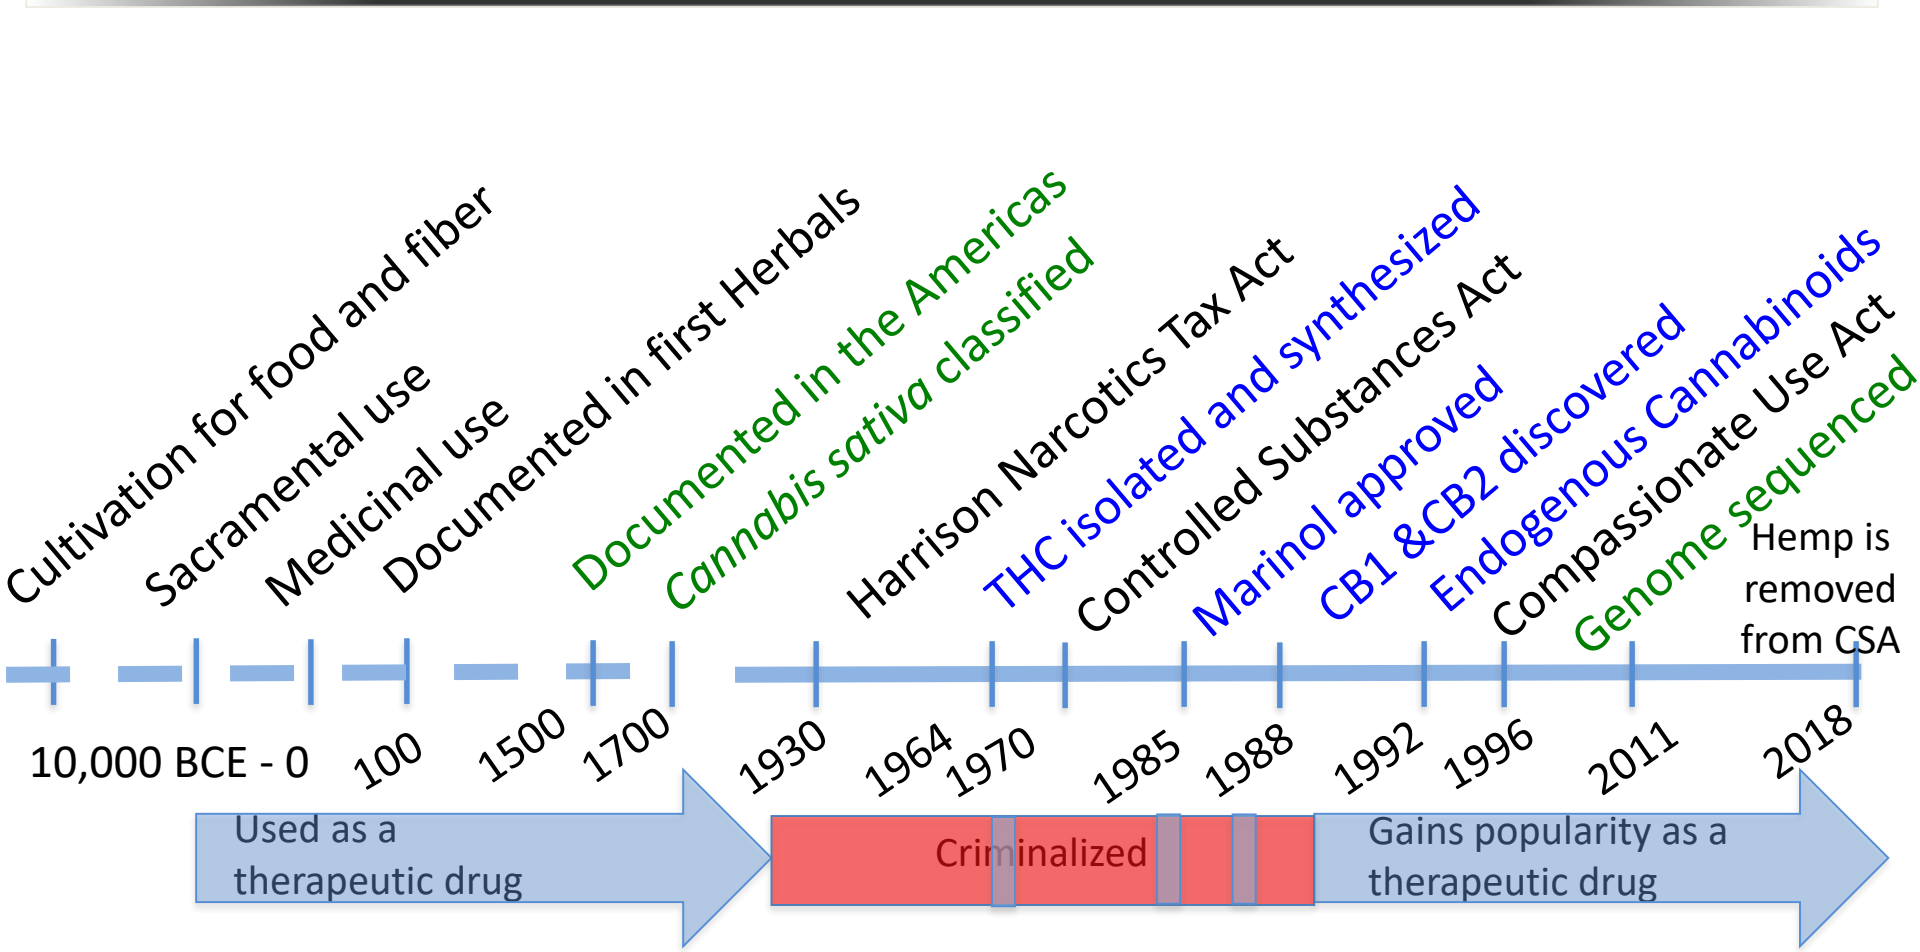 Cultivation for food and fiber
Sacramental use
Medicinal use
Documented in first Herbals
Documented in the Americas
Cannabis sativa classified
Harrison Narcotics Tax Act
THC isolated and synthesized
Controlled Substances Act
Marinol approved
CB1 &CB2 discovered
Endogenous Cannabinoids
Compassionate Use Act
Genome sequenced
Hemp is
removed
from CSA
10,000 BCE - 0
100
1500
1700
1930
1964
1970
1985
1988
1992
1996
2011
2018
Used as a
therapeutic drug
Criminalized
Gains popularity as a
therapeutic drug